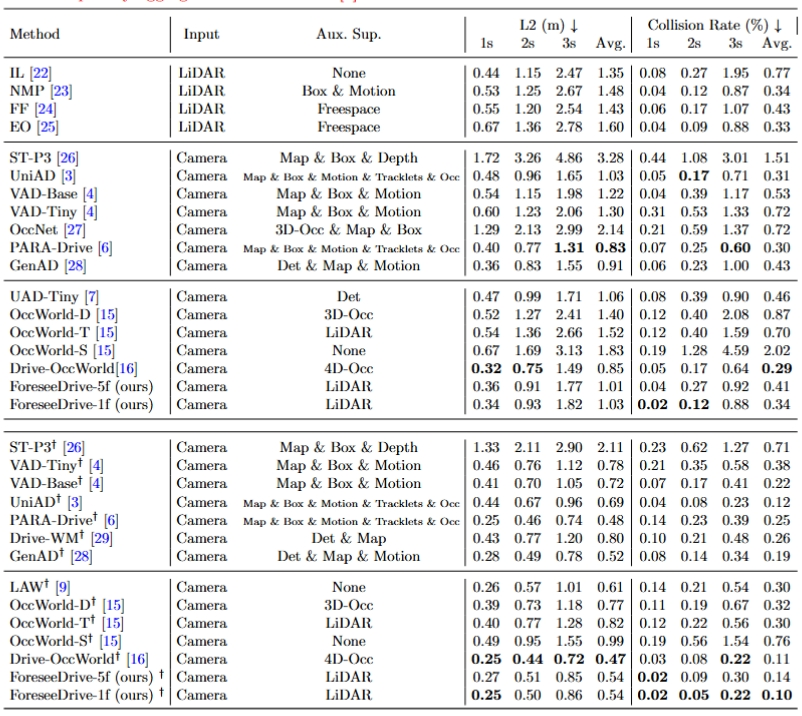 Method Input Aux. Sup. L2 (m) ↓ Collision Rate (%) ↓
1s 2s 3s Avg. 1s 2s 3s Avg.
IL [22] LiDAR None 0.44 1.15 2.47 1.35 0.08 0.27 1.95 0.77
NMP [23] LiDAR Box & Motion 0.53 1.25 2.67 1.48 0.04 0.12 0.87 0.34
FF [24] LiDAR Freespace 0.55 1.20 2.54 1.43 0.06 0.17 1.07 0.43
EO [25] LiDAR Freespace 0.67 1.36 2.78 1.60 0.04 0.09 0.88 0.33
ST-P3 [26] Camera Map & Box & Depth 1.72 3.26 4.86 3.28 0.44 1.08 3.01 1.51
UniAD [3] Camera Map & Box & Motion & Tracklets & Occ 0.48 0.96 1.65 1.03 0.05 0.17 0.71 0.31
VAD-Base [4] Camera Map & Box & Motion 0.54 1.15 1.98 1.22 0.04 0.39 1.17 0.53
VAD-Tiny [4] Camera Map & Box & Motion 0.60 1.23 2.06 1.30 0.31 0.53 1.33 0.72
OccNet [27] Camera 3D-Occ & Map & Box 1.29 2.13 2.99 2.14 0.21 0.59 1.37 0.72
PARA-Drive [6] Camera Map & Box & Motion & Tracklets & Occ 0.40 0.77 1.31 0.83 0.07 0.25 0.60 0.30
GenAD [28] Camera Det & Map & Motion 0.36 0.83 1.55 0.91 0.06 0.23 1.00 0.43
UAD-Tiny [7] Camera Det 0.47 0.99 1.71 1.06 0.08 0.39 0.90 0.46
OccWorld-D [15] Camera 3D-Occ 0.52 1.27 2.41 1.40 0.12 0.40 2.08 0.87
OccWorld-T [15] Camera LiDAR 0.54 1.36 2.66 1.52 0.12 0.40 1.59 0.70
OccWorld-S [15] Camera None 0.67 1.69 3.13 1.83 0.19 1.28 4.59 2.02
Drive-OccWorld[16] Camera 4D-Occ 0.32 0.75 1.49 0.85 0.05 0.17 0.64 0.29
ForeseeDrive-5f (ours) Camera LiDAR 0.36 0.91 1.77 1.01 0.04 0.27 0.92 0.41
ForeseeDrive-1f (ours) Camera LiDAR 0.34 0.93 1.82 1.03 0.02 0.12 0.88 0.34
ST-P3† [26] Camera Map & Box & Depth 1.33 2.11 2.90 2.11 0.23 0.62 1.27 0.71
VAD-Tiny† [4] Camera Map & Box & Motion 0.46 0.76 1.12 0.78 0.21 0.35 0.58 0.38
VAD-Base† [4] Camera Map & Box & Motion 0.41 0.70 1.05 0.72 0.07 0.17 0.41 0.22
UniAD† [3] Camera Map & Box & Motion & Tracklets & Occ 0.44 0.67 0.96 0.69 0.04 0.08 0.23 0.12
PARA-Drive† [6] Camera Map & Box & Motion & Tracklets & Occ 0.25 0.46 0.74 0.48 0.14 0.23 0.39 0.25
Drive-WM† [29] Camera Det & Map 0.43 0.77 1.20 0.80 0.10 0.21 0.48 0.26
GenAD† [28] Camera Det & Map & Motion 0.28 0.49 0.78 0.52 0.08 0.14 0.34 0.19
LAW† [9] Camera None 0.26 0.57 1.01 0.61 0.14 0.21 0.54 0.30
OccWorld-D† [15] Camera 3D-Occ 0.39 0.73 1.18 0.77 0.11 0.19 0.67 0.32
OccWorld-T† [15] Camera LiDAR 0.40 0.77 1.28 0.82 0.12 0.22 0.56 0.30
OccWorld-S† [15] Camera None 0.49 0.95 1.55 0.99 0.19 0.56 1.54 0.76
Drive-OccWorld† [16] Camera 4D-Occ 0.25 0.44 0.72 0.47 0.03 0.08 0.22 0.11
ForeseeDrive-5f (ours) † Camera LiDAR 0.27 0.51 0.85 0.54 0.02 0.09 0.30 0.14
ForeseeDrive-1f (ours) † Camera LiDAR 0.25 0.50 0.86 0.54 0.02 0.05 0.22 0.10